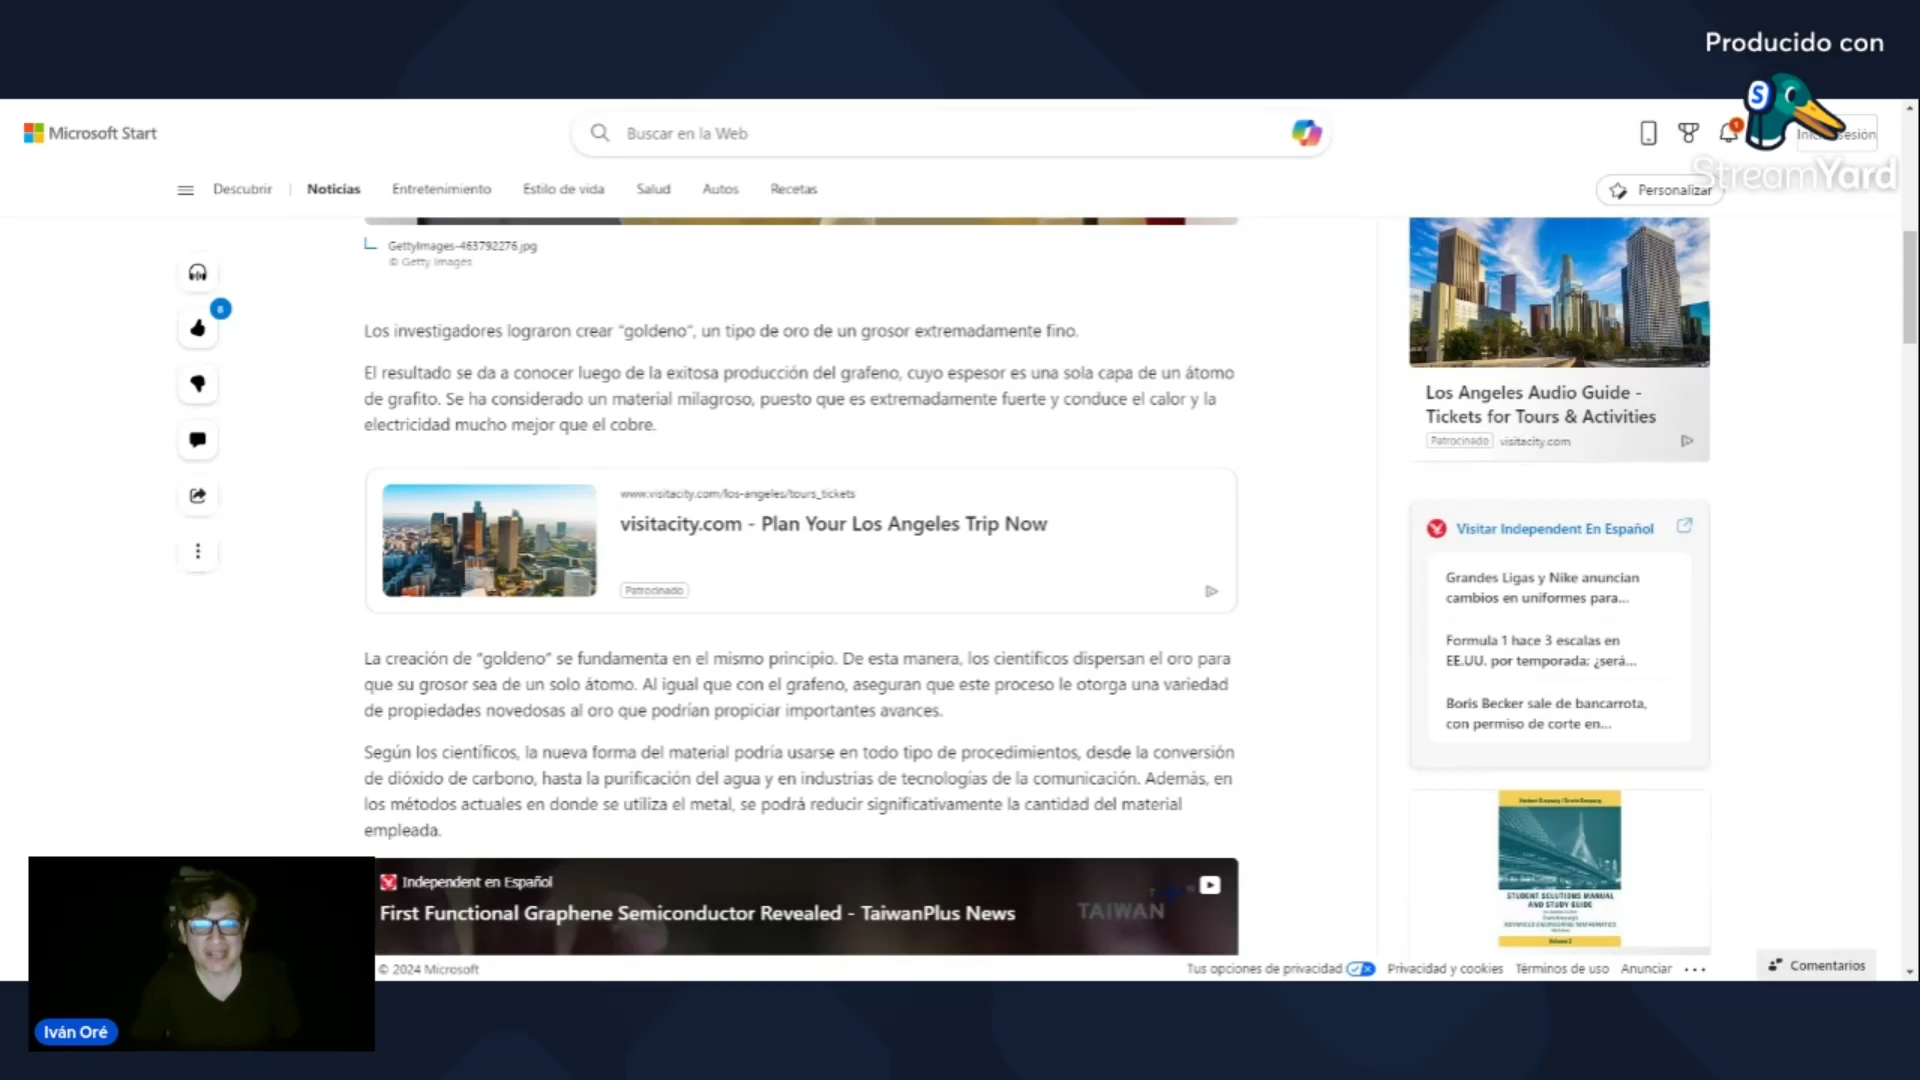 Producido con
StreamYard
Microsoft Start
Buscar en la Web
Descubrir
Noticias
Entretenimiento
Estilo de vida
Salud
Autos
Recetas
Personalizar
GettyImages-463792276.jpg
© Getty Images
8
Los investigadores lograron crear “goldeno”, un tipo de oro de un grosor extremadamente fino.
El resultado se da a conocer luego de la exitosa producción del grafeno, cuyo espesor es una sola capa de un átomo
de grafito. Se ha considerado un material milagroso, puesto que es extremadamente fuerte y conduce el calor y la
electricidad mucho mejor que el cobre.
www.visitacity.com/los-angeles/tours_tickets
visitacity.com - Plan Your Los Angeles Trip Now
Patrocinado
La creación de “goldeno” se fundamenta en el mismo principio. De esta manera, los científicos dispersan el oro para
que su grosor sea de un solo átomo. Al igual que con el grafeno, aseguran que este proceso le otorga una variedad
de propiedades novedosas al oro que podrían propiciar importantes avances.
Según los científicos, la nueva forma del material podría usarse en todo tipo de procedimientos, desde la conversión
de dióxido de carbono, hasta la purificación del agua y en industrias de tecnologías de la comunicación. Además, en
los métodos actuales en donde se utiliza el metal, se podrá reducir significativamente la cantidad del material
empleada.
Independent en Español
First Functional Graphene Semiconductor Revealed - TaiwanPlus News
TAIWAN
Los Angeles Audio Guide -
Tickets for Tours & Activities
Patrocinado visitacity.com
Visitar Independent En Español
Grandes Ligas y Nike anuncian
cambios en uniformes para...
Formula 1 hace 3 escalas en
EE.UU. por temporada; ¿será...
Boris Becker sale de bancarrota,
con permiso de corte en...
STUDENT SOLUTIONS MANUAL
AND STUDY GUIDE
ADVANCED ENGINEERING MATHEMATICS
Volume 2
© 2024 Microsoft
Tus opciones de privacidad
Privacidad y cookies
Términos de uso
Anunciar
Comentarios
Iván Oré